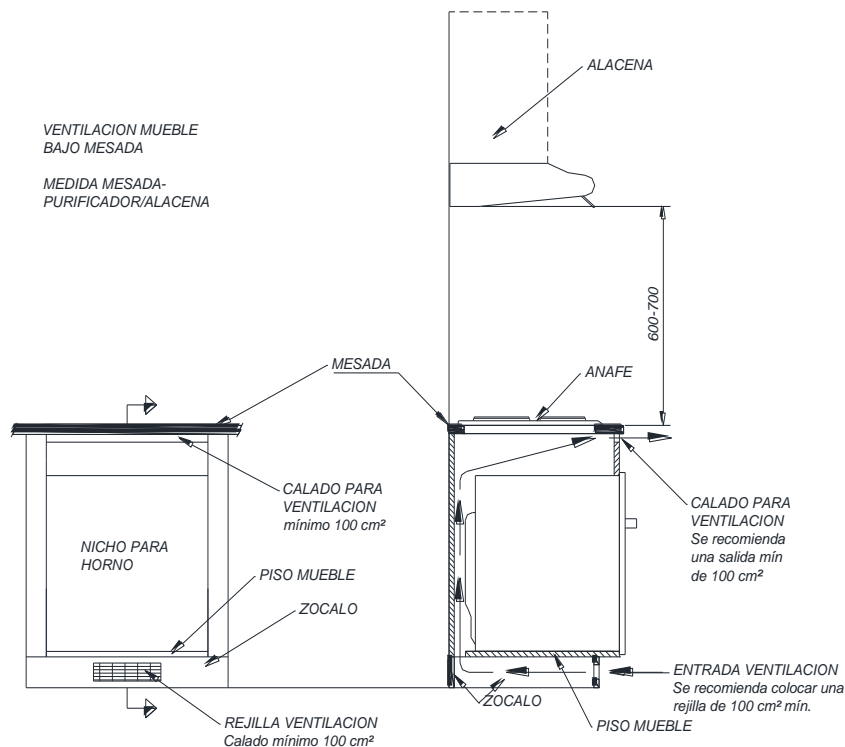 ALACENA
VENTILACION MUEBLE
BAJO MESADA
MEDIDA MESADA-
PURIFICADOR/ALACENA
600-700
MESADA
ANAFE
CALADO PARA
VENTILACION
mínimo 100 cm²
CALADO PARA
VENTILACION
Se recomienda
una salida mín
de 100 cm²
NICHO PARA
HORNO
PISO MUEBLE
ZOCALO
ENTRADA VENTILACION
Se recomienda colocar una
rejilla de 100 cm² mín.
ZOCALO
PISO MUEBLE
REJILLA VENTILACION
Calado mínimo 100 cm²